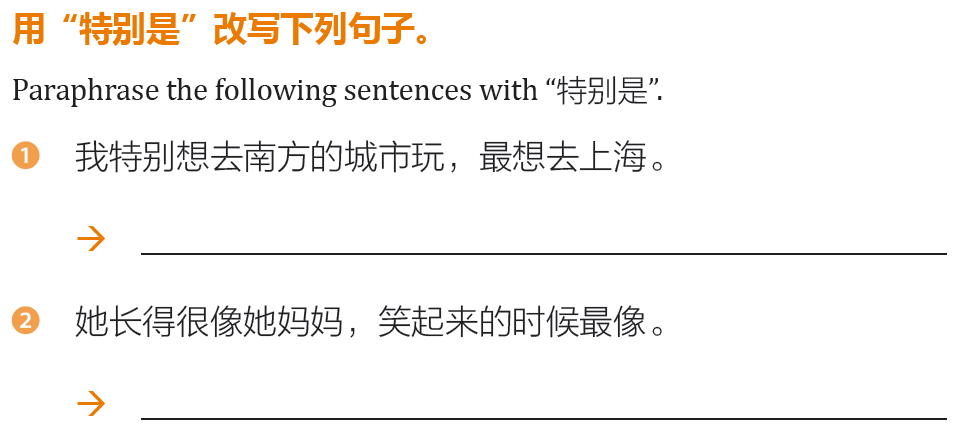 用“特别是”改写下列句子。
Paraphrase the following sentences with “特别是”.
1 我特别想去南方的城市玩，最想去上海。
→
2 她长得很像她妈妈，笑起来的时候最像。
→